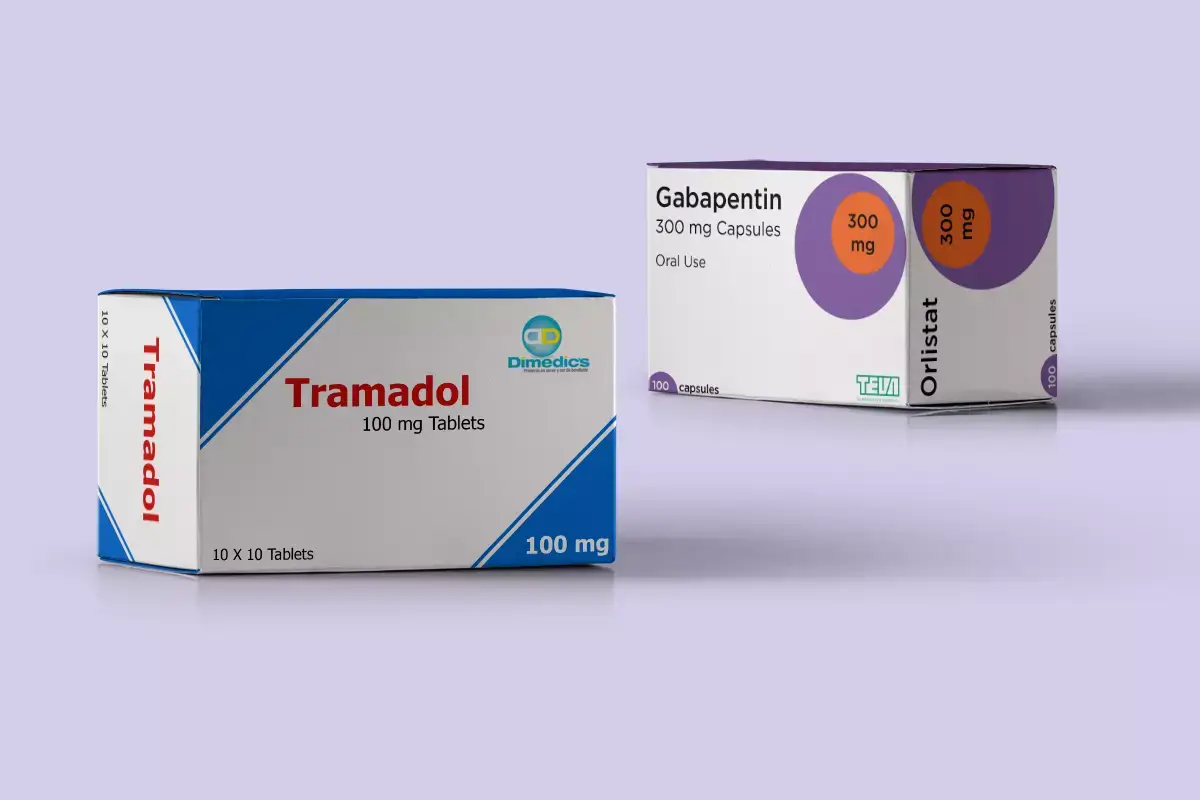 10 X 10 Tablets
Tramadol
Dimedic's
Tramadol
100 mg Tablets
10 X 10 Tablets
100 mg
Gabapentin
300 mg Capsules
Oral Use
300
mg
100 capsules
TEVA
300
mg
Orlistat
100 capsules